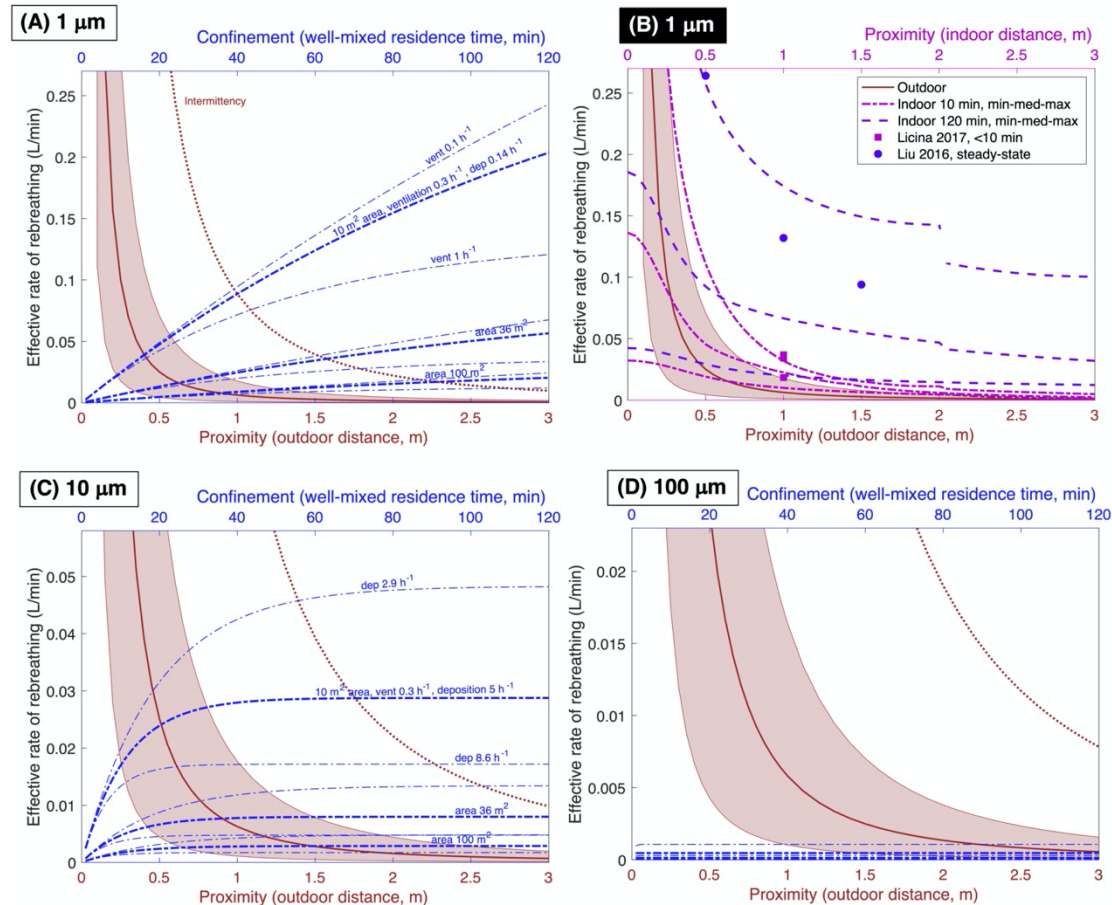 (A) 1 μm
Confinement (well-mixed residence time, min)
0 20 40 60 80 100 120
Effective rate of rebreathing (L/min)
0.25
0.2
0.15
0.1
0.05
0
Intermittency
vent 0.1 h⁻¹
10 m² area, ventilation 0.3 h⁻¹, dep 0.14 h⁻¹
vent 1 h⁻¹
area 36 m²
area 100 m²
0 0.5 1 1.5 2 2.5 3
Proximity (outdoor distance, m)
(B) 1 μm
Proximity (indoor distance, m)
0 0.5 1 1.5 2 2.5 3
Effective rate of rebreathing (L/min)
0.25
0.2
0.15
0.1
0.05
0
Outdoor
Indoor 10 min, min-med-max
Indoor 120 min, min-med-max
Licina 2017, <10 min
Liu 2016, steady-state
0 0.5 1 1.5 2 2.5 3
Proximity (outdoor distance, m)
(C) 10 μm
Confinement (well-mixed residence time, min)
0 20 40 60 80 100 120
Effective rate of rebreathing (L/min)
0.05
0.04
0.03
0.02
0.01
0
dep 2.9 h⁻¹
10 m² area, vent 0.3 h⁻¹, deposition 5 h⁻¹
dep 8.6 h⁻¹
area 36 m²
area 100 m²
0 0.5 1 1.5 2 2.5 3
Proximity (outdoor distance, m)
(D) 100 μm
Confinement (well-mixed residence time, min)
0 20 40 60 80 100 120
Effective rate of rebreathing (L/min)
0.02
0.015
0.01
0.005
0
0 0.5 1 1.5 2 2.5 3
Proximity (outdoor distance, m)